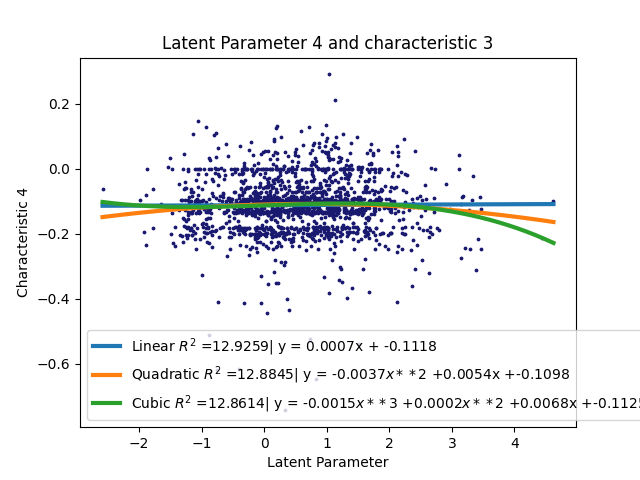 Latent Parameter 4 and characteristic 3
Characteristic 4
0.2
0.0
−0.2
−0.4
−0.6
Linear R² =12.9259| y = 0.0007x + -0.1118
Quadratic R² =12.8845| y = -0.0037x * *2 +0.0054x +-0.1098
Cubic R² =12.8614| y = -0.0015x * *3 +0.0002x * *2 +0.0068x +-0.1125
−2 −1 0 1 2 3 4
Latent Parameter